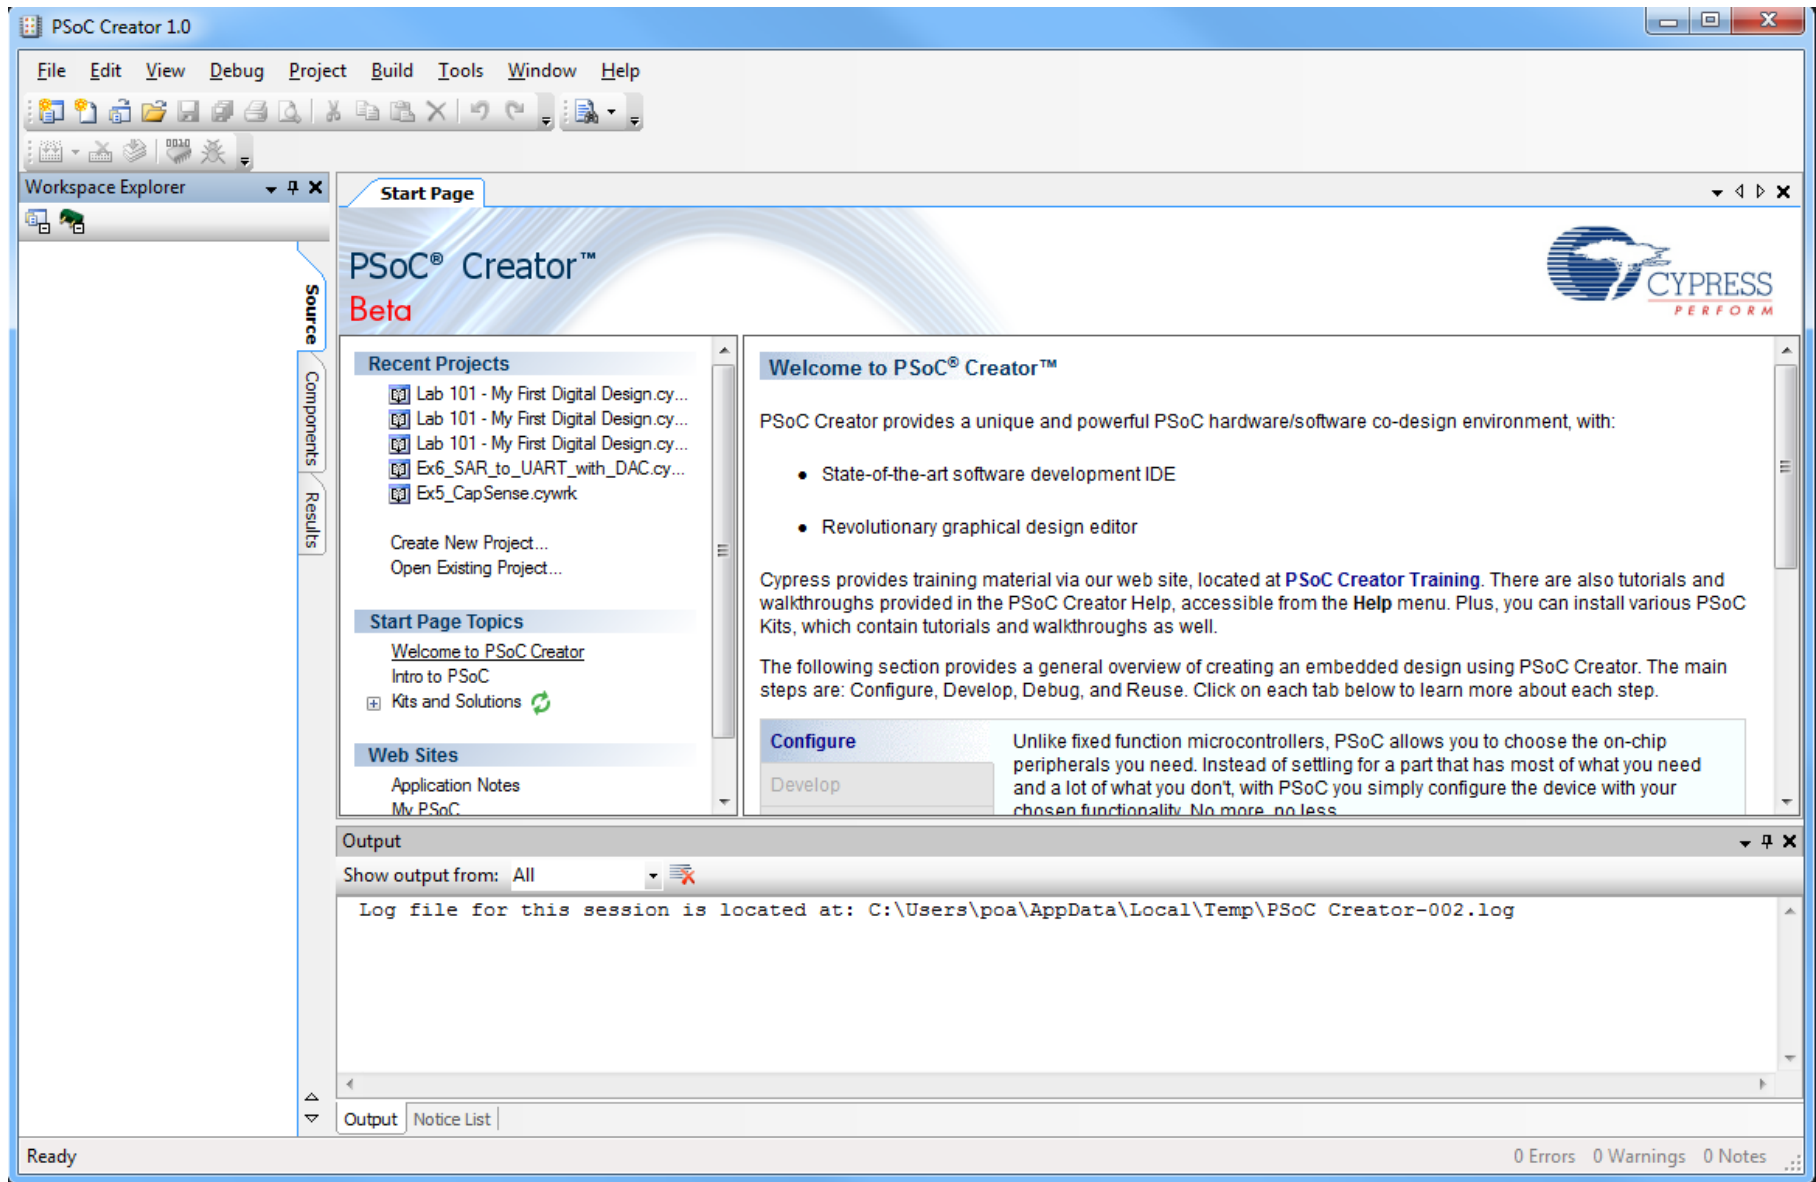 PSoC Creator 1.0
File Edit View Debug Project Build Tools Window Help
Workspace Explorer
Source
Components
Results
Start Page
PSoC® Creator™
Beta
CYPRESS
PERFORM
Recent Projects
Lab 101 - My First Digital Design.cy...
Lab 101 - My First Digital Design.cy...
Lab 101 - My First Digital Design.cy...
Ex6_SAR_to_UART_with_DAC.cy...
Ex5_CapSense.cywrk
Create New Project...
Open Existing Project...
Start Page Topics
Welcome to PSoC Creator
Intro to PSoC
Kits and Solutions
Web Sites
Application Notes
My PSoC
Welcome to PSoC® Creator™
PSoC Creator provides a unique and powerful PSoC hardware/software co-design environment, with:
• State-of-the-art software development IDE
• Revolutionary graphical design editor
Cypress provides training material via our web site, located at PSoC Creator Training. There are also tutorials and
walkthroughs provided in the PSoC Creator Help, accessible from the Help menu. Plus, you can install various PSoC
Kits, which contain tutorials and walkthroughs as well.
The following section provides a general overview of creating an embedded design using PSoC Creator. The main
steps are: Configure, Develop, Debug, and Reuse. Click on each tab below to learn more about each step.
Configure
Develop
Unlike fixed function microcontrollers, PSoC allows you to choose the on-chip
peripherals you need. Instead of settling for a part that has most of what you need
and a lot of what you don't, with PSoC you simply configure the device with your
chosen functionality. No more, no less.
Output
Show output from: All
Log file for this session is located at: C:\Users\poa\AppData\Local\Temp\PSoC Creator-002.log
Output Notice List
Ready
0 Errors 0 Warnings 0 Notes